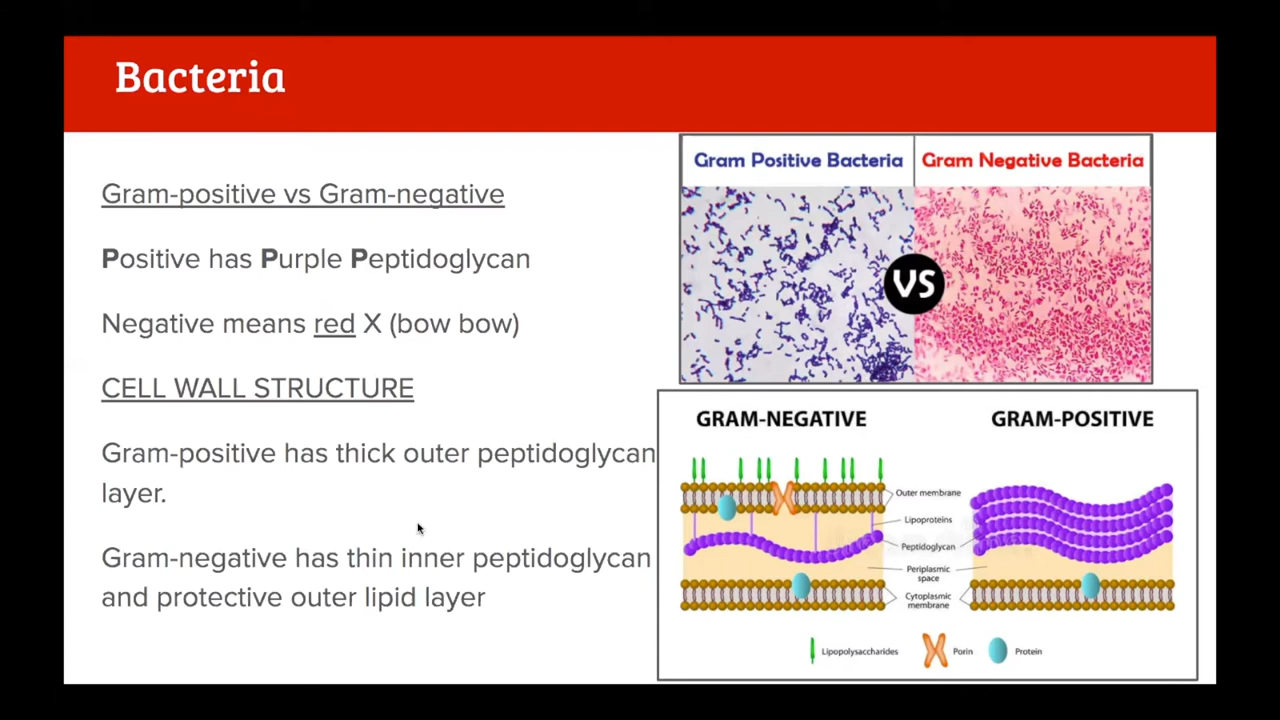 Bacteria
Gram-positive vs Gram-negative
Positive has Purple Peptidoglycan
Negative means red X (bow bow)
CELL WALL STRUCTURE
Gram-positive has thick outer peptidoglycan
layer.
Gram-negative has thin inner peptidoglycan
and protective outer lipid layer
Gram Positive Bacteria
Gram Negative Bacteria
VS
GRAM-NEGATIVE
GRAM-POSITIVE
Outer membrane
Lipoproteins
Peptidoglycan
Periplasmic
space
Cytoplasmic
membrane
Lipopolysaccharides
Porin
Protein